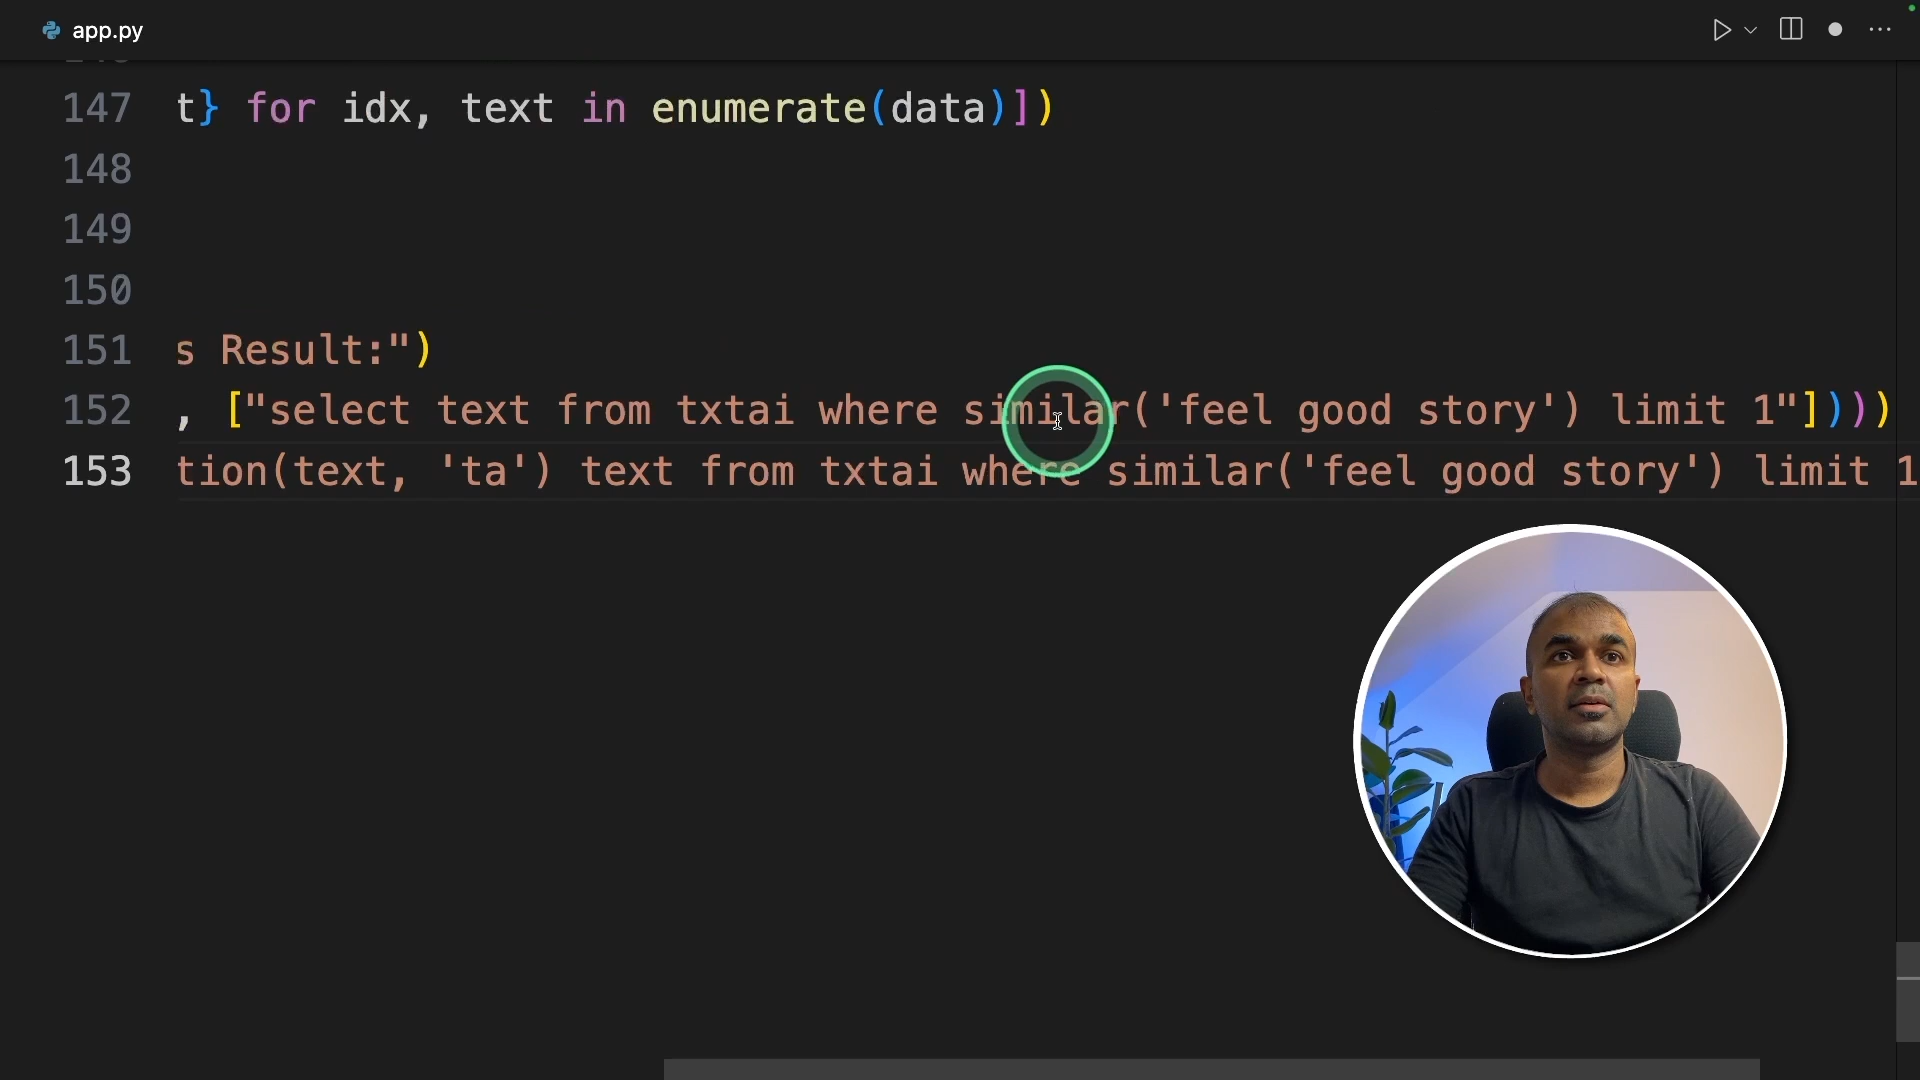 app.py
147 t} for idx, text in enumerate(data)])
148
149
150
151 s Result:")
152 , ["select text from txtai where similar('feel good story') limit 1"])))
153 tion(text, 'ta') text from txtai where similar('feel good story') limit 1